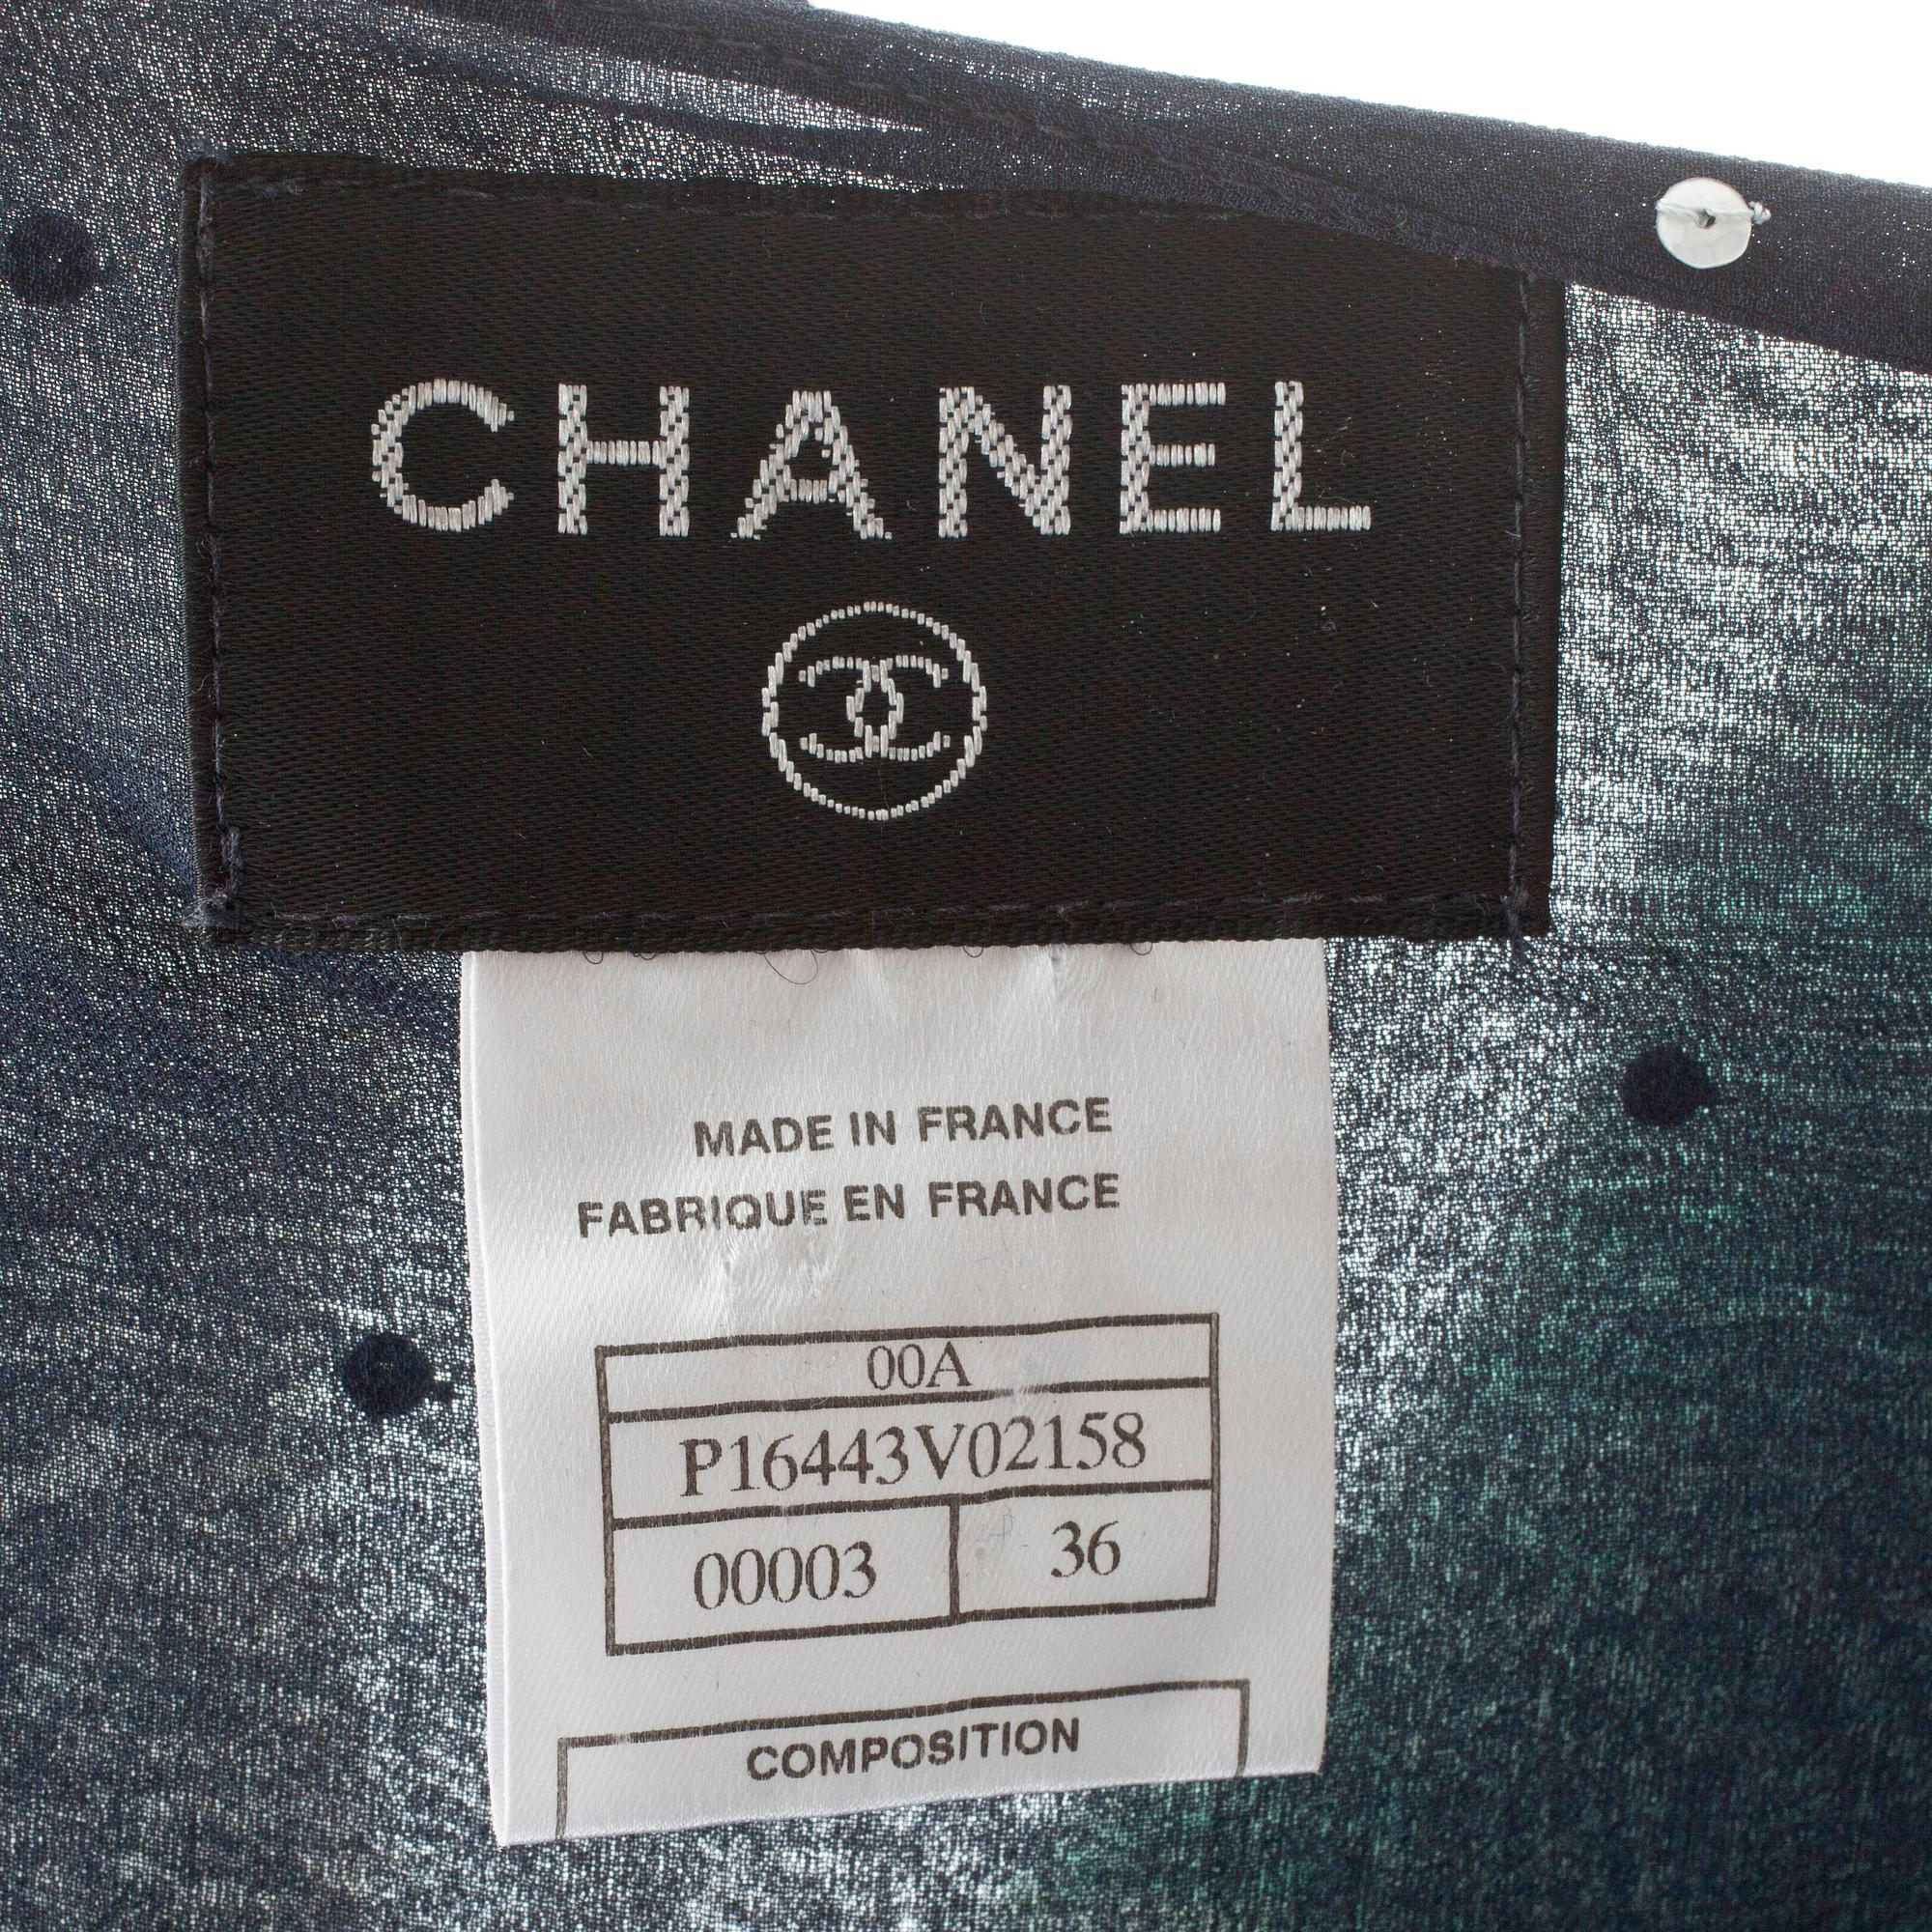 CHANEL
MADE IN FRANCE
FABRIQUE EN FRANCE
00A
P16443V02158
00003 36
COMPOSITION